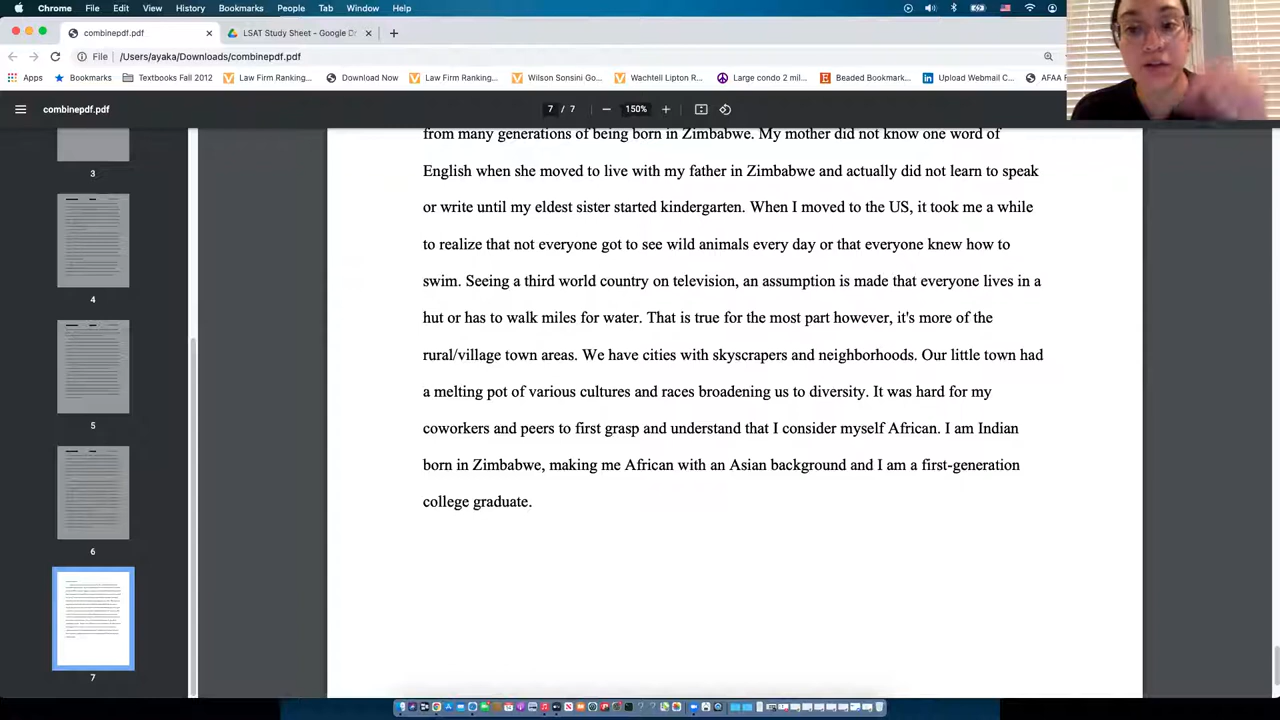 Chrome File Edit View History Bookmarks People Tab Window Help
combinepdf.pdf
LSAT Study Sheet - Google Dr
File /Users/ayaka/Downloads/combinepdf.pdf
Apps Bookmarks Textbooks Fall 2012 Law Firm Ranking... Download Now Law Firm Ranking... Wilson Sonsini Go... Wachtell Lipton R... Large condo 2 mil... Beaded Bookmark... Upload Webmail C... AFAA F
combinepdf.pdf
7 / 7
150%
3
4
5
6
7
from many generations of being born in Zimbabwe. My mother did not know one word of
English when she moved to live with my father in Zimbabwe and actually did not learn to speak
or write until my eldest sister started kindergarten. When I moved to the US, it took me a while
to realize that not everyone got to see wild animals every day or that everyone knew how to
swim. Seeing a third world country on television, an assumption is made that everyone lives in a
hut or has to walk miles for water. That is true for the most part however, it's more of the
rural/village town areas. We have cities with skyscrapers and neighborhoods. Our little town had
a melting pot of various cultures and races broadening us to diversity. It was hard for my
coworkers and peers to first grasp and understand that I consider myself African. I am Indian
born in Zimbabwe, making me African with an Asian background and I am a first-generation
college graduate.